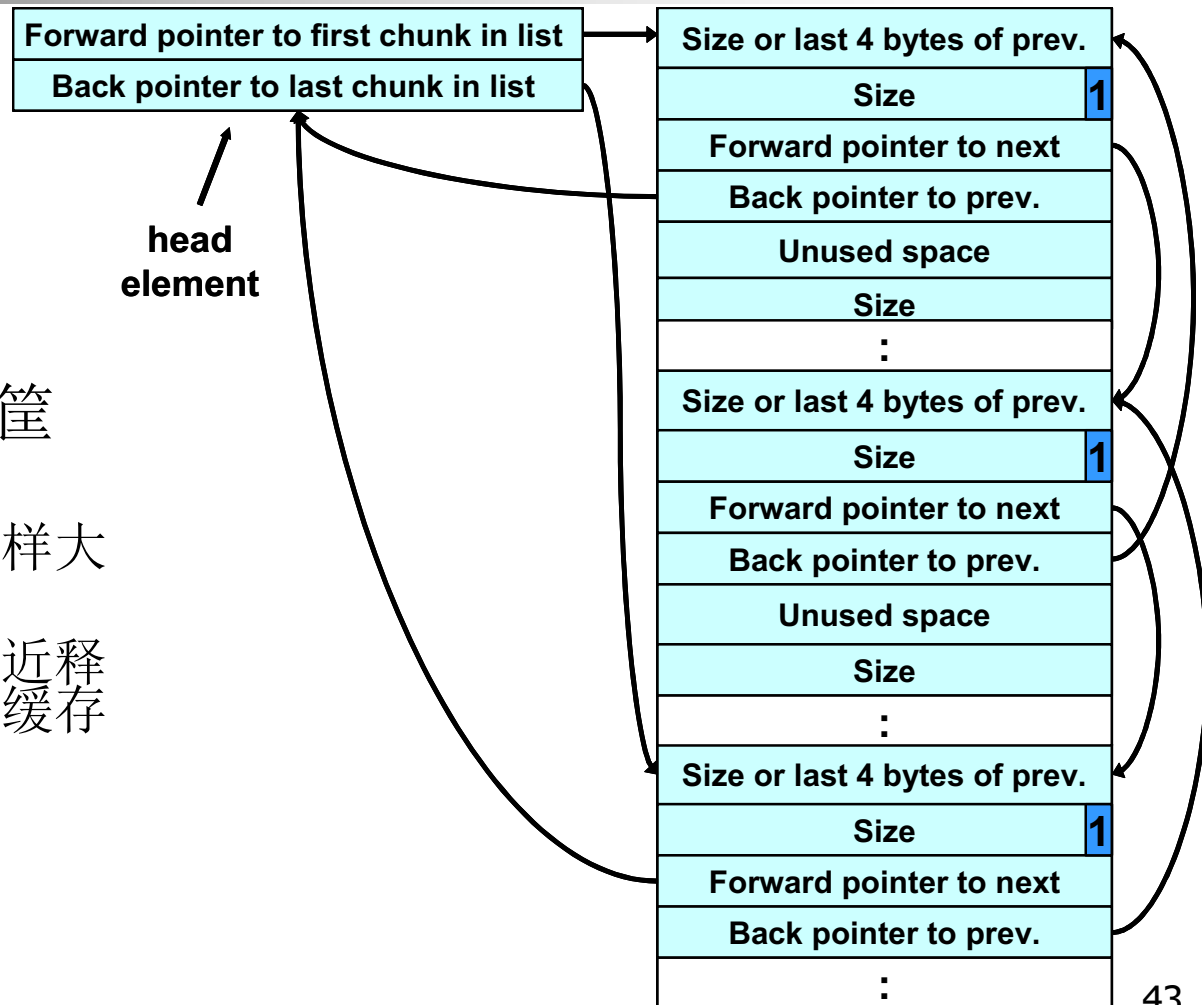 Forward pointer to first chunk in list
Back pointer to last chunk in list
head
element
筐
样大
近释
缓存
Size or last 4 bytes of prev.
Size 1
Forward pointer to next
Back pointer to prev.
Unused space
Size
:
Size or last 4 bytes of prev.
Size 1
Forward pointer to next
Back pointer to prev.
Unused space
Size
:
Size or last 4 bytes of prev.
Size 1
Forward pointer to next
Back pointer to prev.
:
43